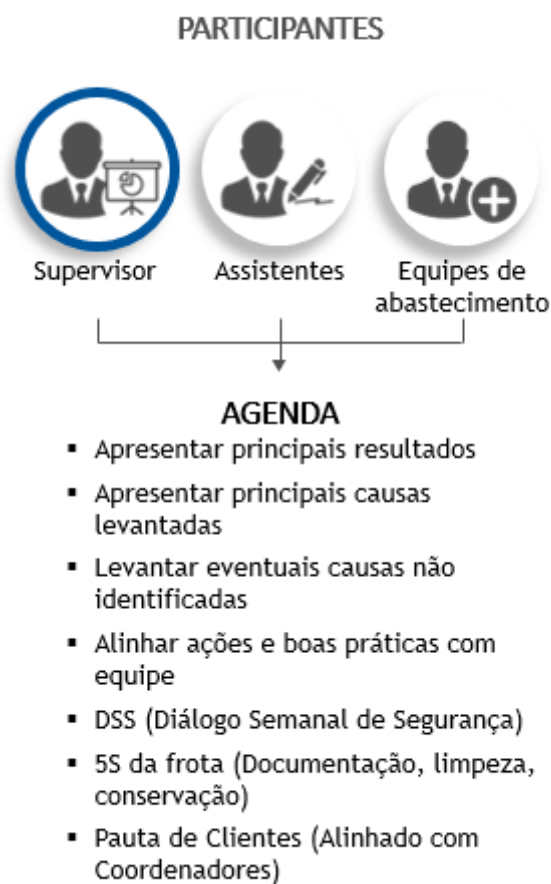 PARTICIPANTES
Supervisor
Assistentes
Equipes de
abastecimento
AGENDA
▪ Apresentar principais resultados
▪ Apresentar principais causas
levantadas
▪ Levantar eventuais causas não
identificadas
▪ Alinhar ações e boas práticas com
equipe
▪ DSS (Diálogo Semanal de Segurança)
▪ 5S da frota (Documentação, limpeza,
conservação)
▪ Pauta de Clientes (Alinhado com
Coordenadores)